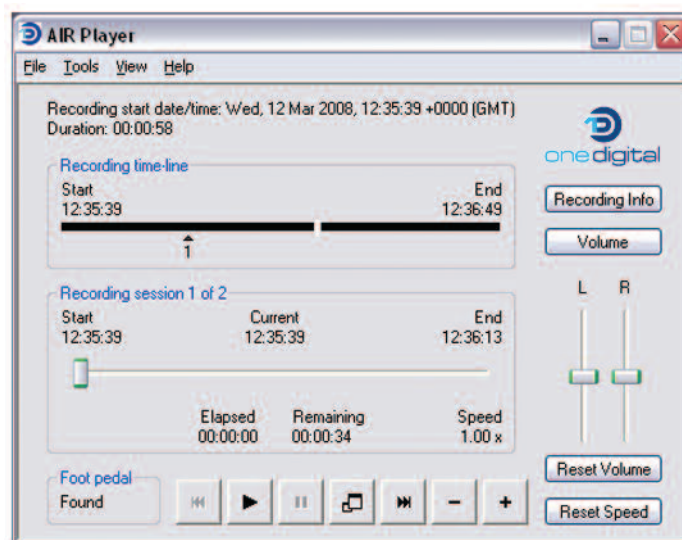 AIR Player
File Tools View Help
Recording start date/time: Wed, 12 Mar 2008, 12:35:39 +0000 (GMT)
Duration: 00:00:58
onedigital
Recording time-line
Start End
12:35:39 12:36:49
1
Recording Info
Volume
L R
Recording session 1 of 2
Start Current End
12:35:39 12:35:39 12:36:13
Elapsed Remaining Speed
00:00:00 00:00:34 1.00 x
Foot pedal
Found
Reset Volume
Reset Speed